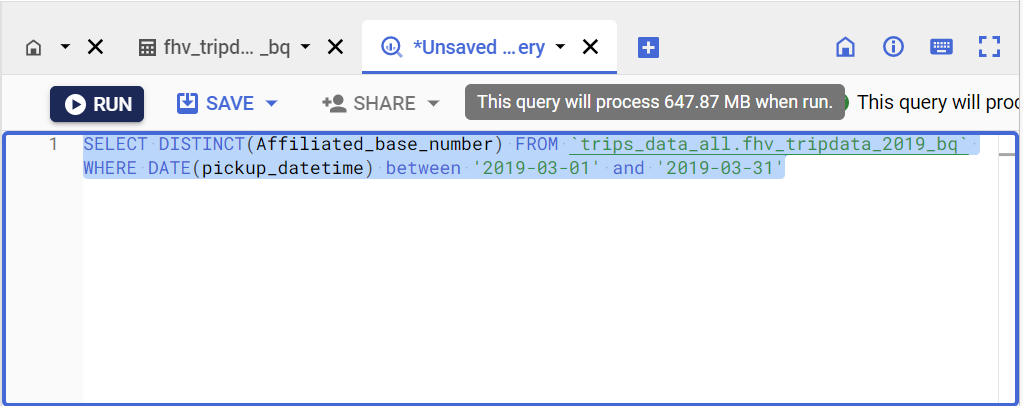 fhv_tripd... _bq
*Unsaved ...ery
RUN
SAVE
SHARE
This query will process 647.87 MB when run.
This query will proc
1
SELECT DISTINCT(Affiliated_base_number) FROM `trips_data_all.fhv_tripdata_2019_bq`
WHERE DATE(pickup_datetime) between '2019-03-01' and '2019-03-31'